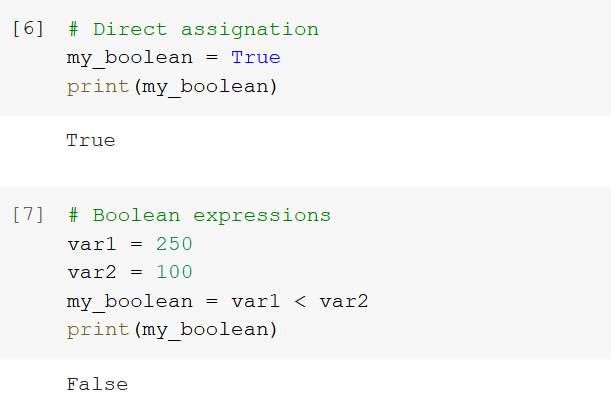 [6] # Direct assignation
my_boolean = True
print(my_boolean)
True
[7] # Boolean expressions
var1 = 250
var2 = 100
my_boolean = var1 < var2
print(my_boolean)
False